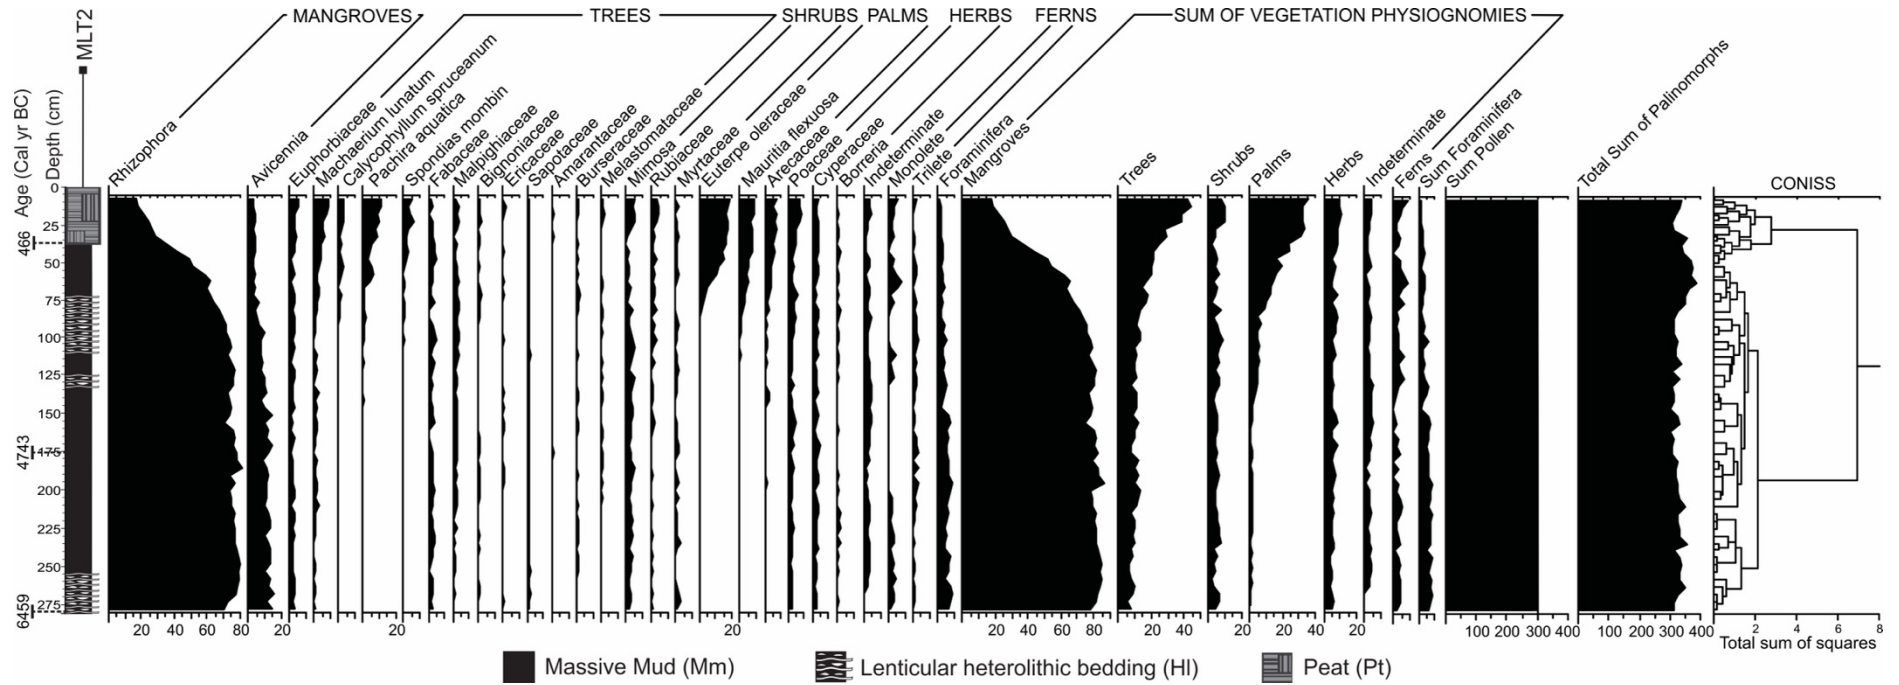 MANGROVES TREES SHRUBS PALMS HERBS FERNS SUM OF VEGETATION PHYSIOGNOMIES
MLT2
Age (Cal yr BC)
Depth (cm)
Rhizophora
Avicennia
Euphorbiaceae
Machaerium lunatum
Calycophyllum spruceanum
Pachira aquatica
Spondias mombin
Fabaceae
Malpighiaceae
Bignoniaceae
Ericaceae
Sapotaceae
Amarantaceae
Burseraceae
Melastomataceae
Mimosa
Rubiaceae
Myrtaceae
Euterpe oleraceae
Mauritia flexuosa
Arecaceae
Poaceae
Cyperaceae
Borreria
Indeterminate
Monolete
Trilete
Foraminifera
Mangroves
Trees
Shrubs
Palms
Herbs
Indeterminate
Ferns
Sum Foraminifera
Sum Pollen
Total Sum of Palinomorphs
CONISS
0
25
466
50
75
100
125
150
4743
175
200
225
250
6459
275
20 40 60 80 20 20 20 20 40 60 80 20 40 20 20 40 20 20 100 200 300 400 100 200 300 400 2 4 6 8
Total sum of squares
Massive Mud (Mm) Lenticular heterolithic bedding (Hl) Peat (Pt)